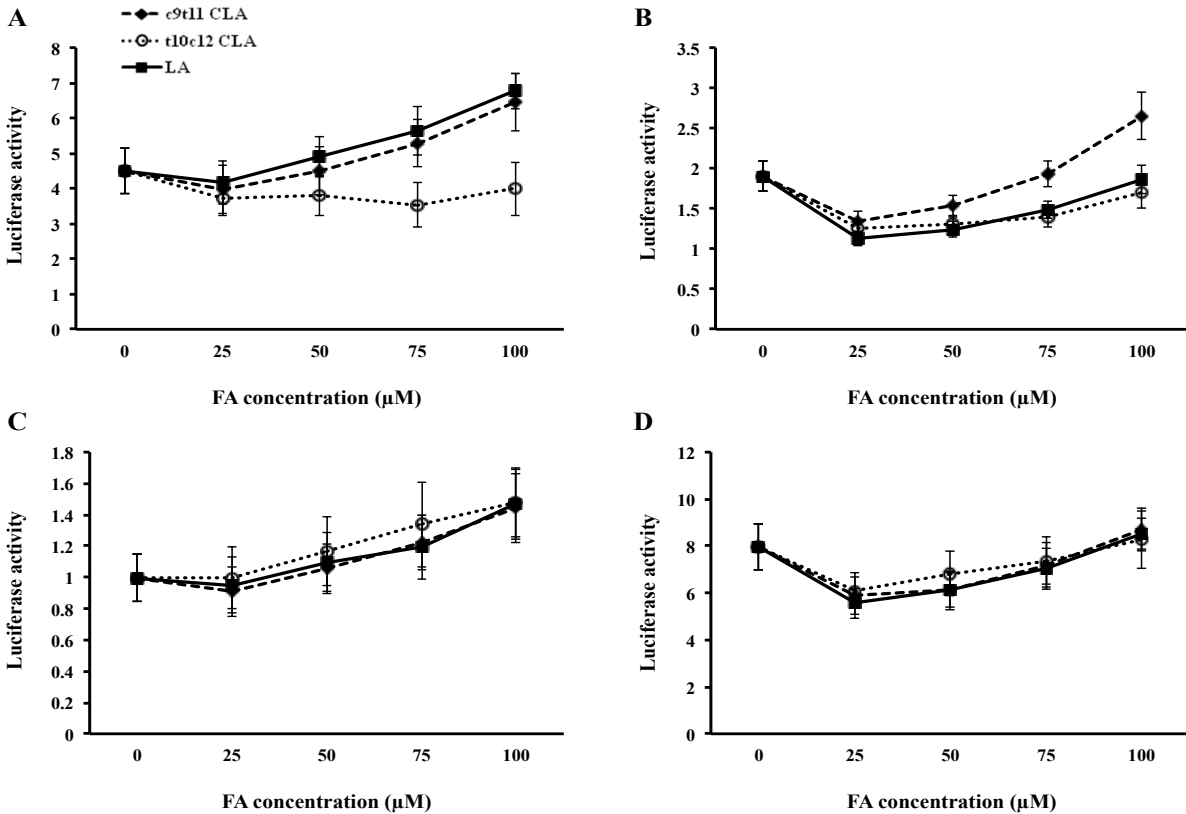 A
c9t11 CLA
t10c12 CLA
LA
Luciferase activity
8
7
6
5
4
3
2
1
0
0 25 50 75 100
FA concentration (µM)
B
Luciferase activity
3.5
3
2.5
2
1.5
1
0.5
0
0 25 50 75 100
FA concentration (µM)
C
Luciferase activity
1.8
1.6
1.4
1.2
1
0.8
0.6
0.4
0.2
0
0 25 50 75 100
FA concentration (µM)
D
Luciferase activity
12
10
8
6
4
2
0
0 25 50 75 100
FA concentration (µM)